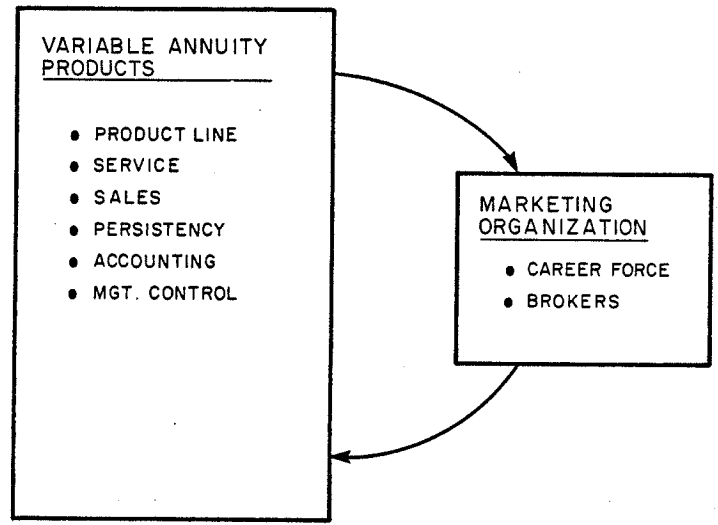 VARIABLE ANNUITY
PRODUCTS
• PRODUCT LINE
• SERVICE
• SALES
• PERSISTENCY
• ACCOUNTING
• MGT. CONTROL
MARKETING
ORGANIZATION
• CAREER FORCE
• BROKERS